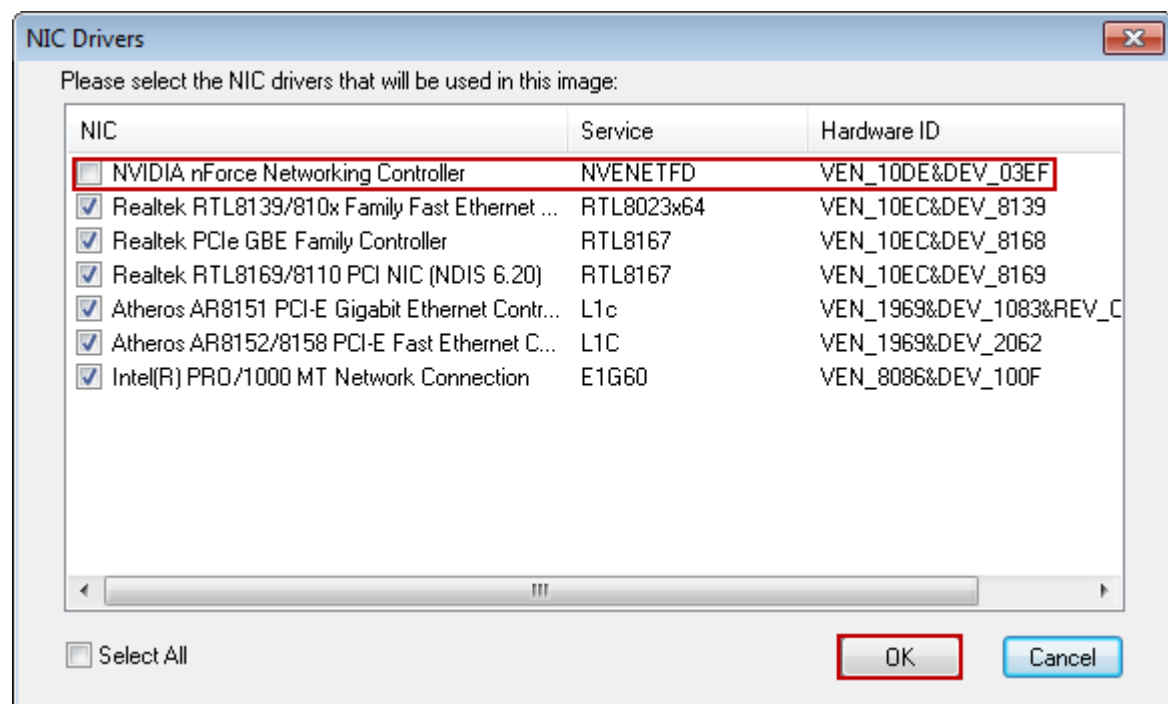 NIC Drivers
Please select the NIC drivers that will be used in this image:
NIC Service Hardware ID
NVIDIA nForce Networking Controller NVENETFD VEN_10DE&DEV_03EF
Realtek RTL8139/810x Family Fast Ethernet ... RTL8023x64 VEN_10EC&DEV_8139
Realtek PCIe GBE Family Controller RTL8167 VEN_10EC&DEV_8168
Realtek RTL8169/8110 PCI NIC (NDIS 6.20) RTL8167 VEN_10EC&DEV_8169
Atheros AR8151 PCI-E Gigabit Ethernet Contr... L1c VEN_1969&DEV_1083&REV_C
Atheros AR8152/8158 PCI-E Fast Ethernet C... L1C VEN_1969&DEV_2062
Intel(R) PRO/1000 MT Network Connection E1G60 VEN_8086&DEV_100F
Select All OK Cancel